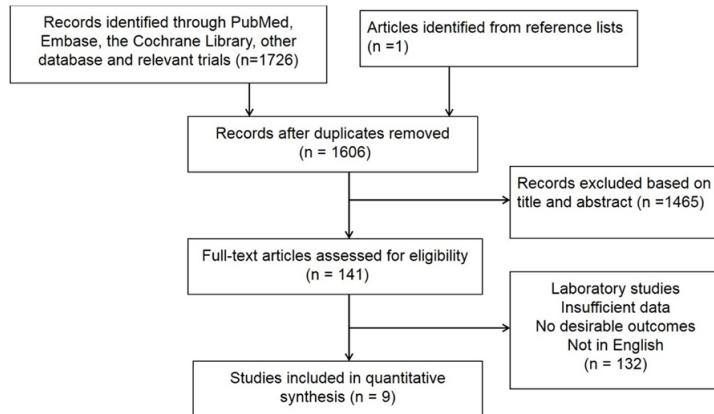 Records identified through PubMed,
Embase, the Cochrane Library, other
database and relevant trials (n=1726)
Articles identified from reference lists
(n =1)
Records after duplicates removed
(n = 1606)
Records excluded based on
title and abstract (n =1465)
Full-text articles assessed for eligibility
(n = 141)
Laboratory studies
Insufficient data
No desirable outcomes
Not in English
(n = 132)
Studies included in quantitative
synthesis (n = 9)